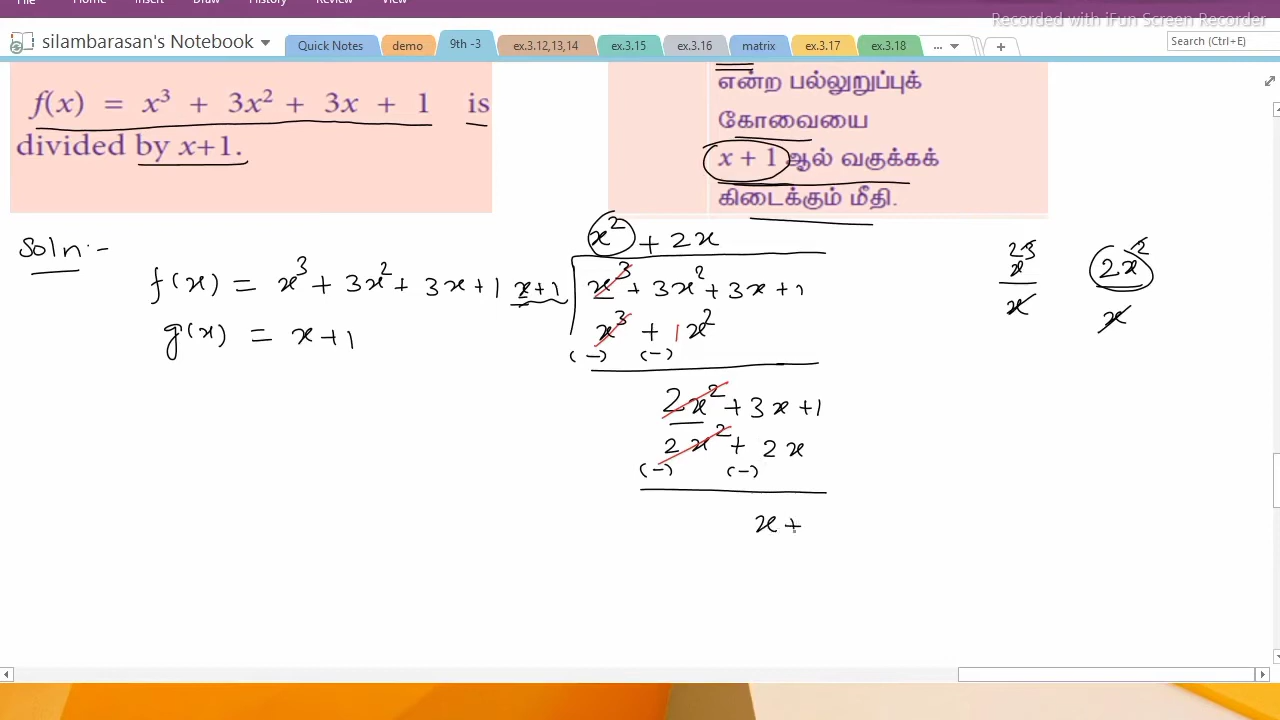 File Home Insert Draw History Review View
Recorded with iFun Screen Recorder
silambarasan's Notebook
Quick Notes demo 9th -3 ex.3.12,13,14 ex.3.15 ex.3.16 matrix ex.3.17 ex.3.18 ... +
Search (Ctrl+E)
f(x) = x³ + 3x² + 3x + 1 is
divided by x+1.
என்ற பல்லுறுப்புக்
கோவையை
x + 1 ஆல் வகுக்கக்
கிடைக்கும் மீதி.
Soln:-
f(x) = x³ + 3x² + 3x + 1
g(x) = x + 1
x² + 2x
x+1 x³ + 3x² + 3x + 1
x³ + 1x²
(-) (-)
2x² + 3x + 1
2x² + 2x
(-) (-)
x +
2
x³
x
2x²
x